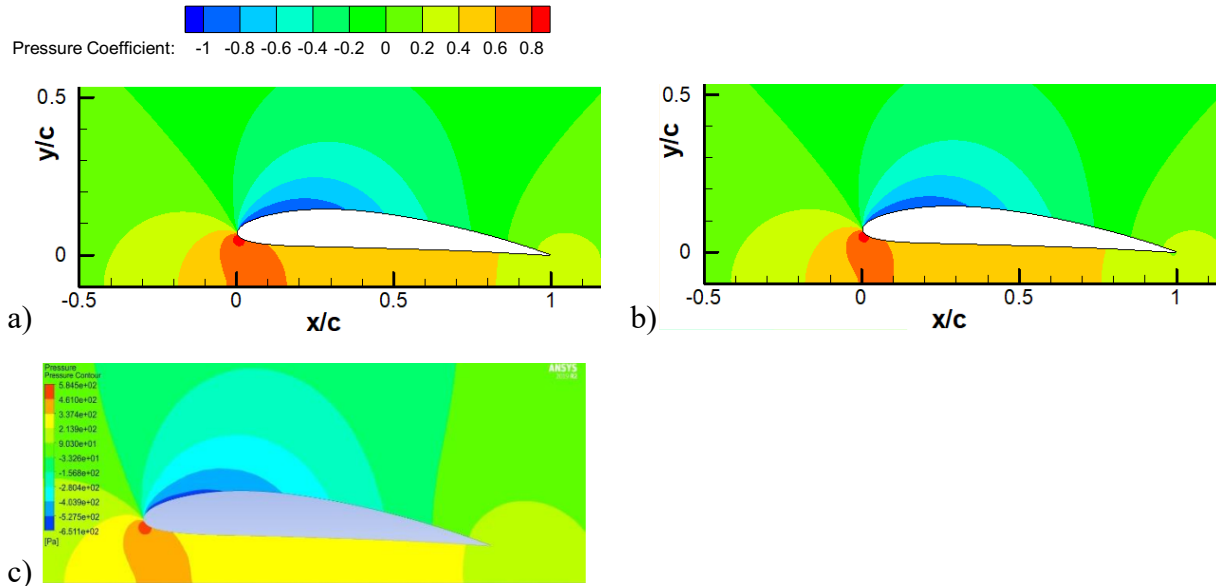 Pressure Coefficient: -1 -0.8 -0.6 -0.4 -0.2 0 0.2 0.4 0.6 0.8
0.5
y/c
0
-0.5 0 0.5 1
x/c
a)
0.5
y/c
0
-0.5 0 0.5 1
x/c
b)
Pressure
Pressure Contour
5.845e+02
4.610e+02
3.374e+02
2.139e+02
9.030e+01
-3.326e+01
-1.568e+02
-2.804e+02
-4.039e+02
-5.275e+02
-6.511e+02
[Pa]
ANSYS
c)